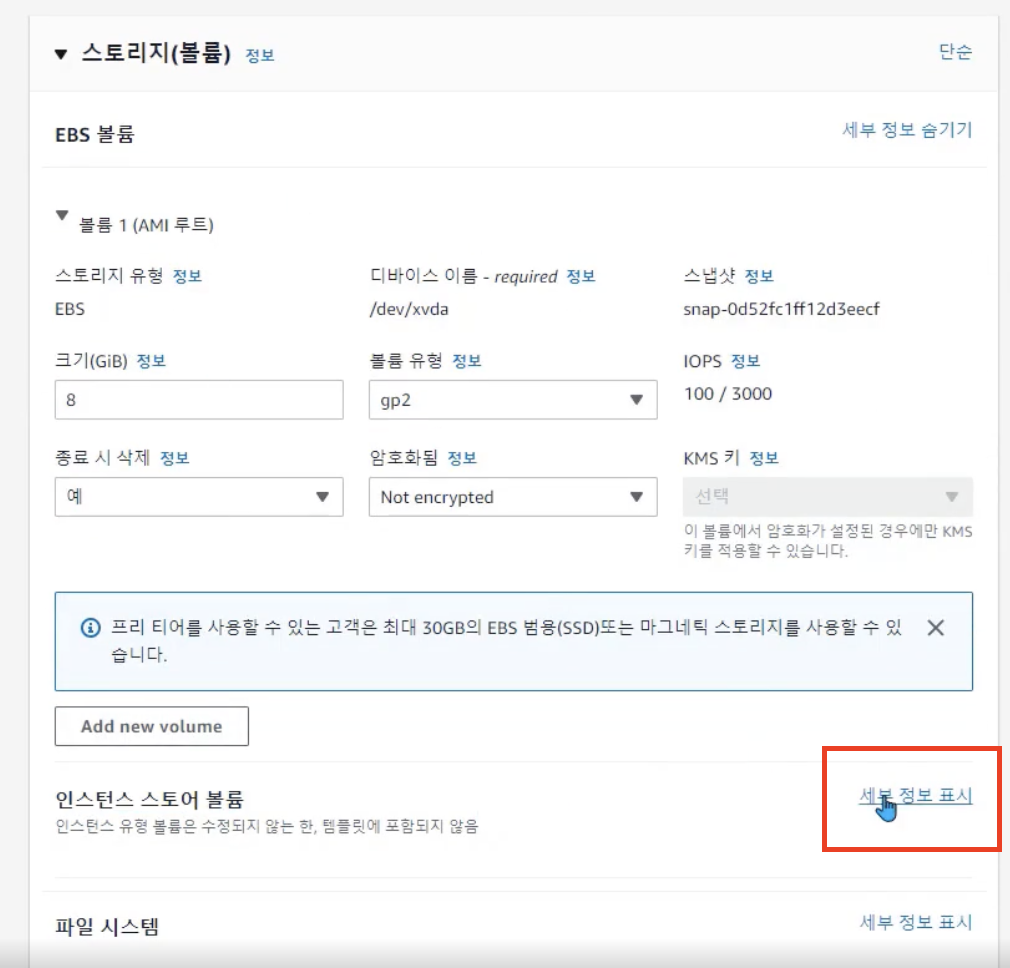 스토리지(볼륨) 정보
단순
EBS 볼륨
세부 정보 숨기기
볼륨 1 (AMI 루트)
스토리지 유형 정보
디바이스 이름 - required 정보
스냅샷 정보
EBS
/dev/xvda
snap-0d52fc1ff12d3eecf
크기(GiB) 정보
볼륨 유형 정보
IOPS 정보
8
gp2
100 / 3000
종료 시 삭제 정보
암호화됨 정보
KMS 키 정보
예
Not encrypted
선택
이 볼륨에서 암호화가 설정된 경우에만 KMS
키를 적용할 수 있습니다.
프리 티어를 사용할 수 있는 고객은 최대 30GB의 EBS 범용(SSD)또는 마그네틱 스토리지를 사용할 수 있
습니다.
Add new volume
인스턴스 스토어 볼륨
세부 정보 표시
인스턴스 유형 볼륨은 수정되지 않는 한, 템플릿에 포함되지 않음
파일 시스템
세부 정보 표시